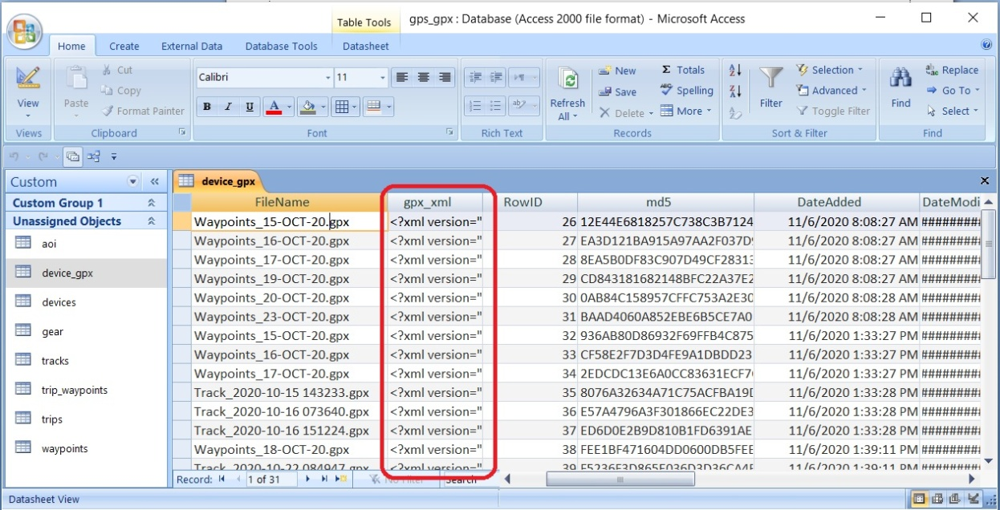 Table Tools gps_gpx : Database (Access 2000 file format) - Microsoft Access
Home Create External Data Database Tools Datasheet
View
Views
Paste
Cut
Copy
Format Painter
Clipboard
Calibri 11
B I U A
Font
Rich Text
Refresh All
New
Save
Delete
Totals
Spelling
More
Records
Filter
Selection
Advanced
Toggle Filter
Sort & Filter
Find
Replace
Go To
Select
Find
Custom
Custom Group 1
Unassigned Objects
aoi
device_gpx
devices
gear
tracks
trip_waypoints
trips
waypoints
device_gpx
FileName gpx_xml RowID md5 DateAdded DateModi
Waypoints_15-OCT-20.gpx <?xml version=" 26 12E44E6818257C738C3B7124 11/6/2020 8:08:27 AM ########
Waypoints_16-OCT-20.gpx <?xml version=" 27 EA3D121BA915A97AA2F037D 11/6/2020 8:08:27 AM ########
Waypoints_17-OCT-20.gpx <?xml version=" 28 8EA5B0DF83C907D49CF28313 11/6/2020 8:08:27 AM ########
Waypoints_19-OCT-20.gpx <?xml version=" 29 CD843181682148BFC22A37E2 11/6/2020 8:08:27 AM ########
Waypoints_20-OCT-20.gpx <?xml version=" 30 0AB84C158957CFFC753A2E30 11/6/2020 8:08:28 AM ########
Waypoints_23-OCT-20.gpx <?xml version=" 31 BAAD4060A852EBE6B5CE7A0 11/6/2020 8:08:28 AM ########
Waypoints_15-OCT-20.gpx <?xml version=" 32 936AB80D86932F69FFB4C875 11/6/2020 1:33:27 PM ########
Waypoints_16-OCT-20.gpx <?xml version=" 33 CF58E2F7D3D4FE9A1DBDD23 11/6/2020 1:33:27 PM ########
Waypoints_17-OCT-20.gpx <?xml version=" 34 2EDCDC13E6A0CC83631ECF7 11/6/2020 1:33:27 PM ########
Track_2020-10-15 143233.gpx <?xml version=" 35 8076A32634A71C75ACFBA19 11/6/2020 1:33:28 PM ########
Track_2020-10-16 073640.gpx <?xml version=" 36 E57A4796A3F301866EC22DE3 11/6/2020 1:33:28 PM ########
Track_2020-10-16 151224.gpx <?xml version=" 37 ED6D0E2B9D810B1FD6391AE 11/6/2020 1:33:28 PM ########
Waypoints_18-OCT-20.gpx <?xml version=" 38 FEE1BF471604DD0600DB5FEE 11/6/2020 1:39:11 PM ########
Track_2020-10-22 084947.gpx <?xml version=" 39 11/6/2020 1:39:11 PM ########
Record: 1 of 31 No Filter Search
Datasheet View